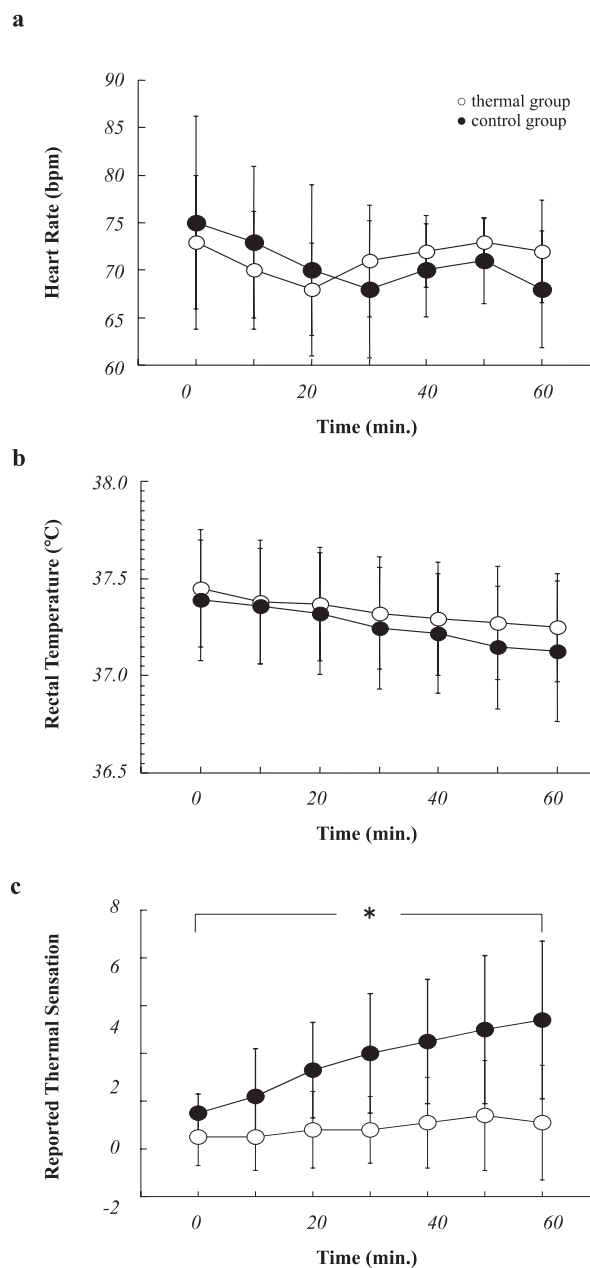 a
90
85
80
75
70
65
60
Heart Rate (bpm)
thermal group
control group
0 20 40 60
Time (min.)
b
38.0
37.5
37.0
36.5
Rectal Temperature (°C)
0 20 40 60
Time (min.)
c
8
6
4
2
0
-2
Reported Thermal Sensation
*
0 20 40 60
Time (min.)